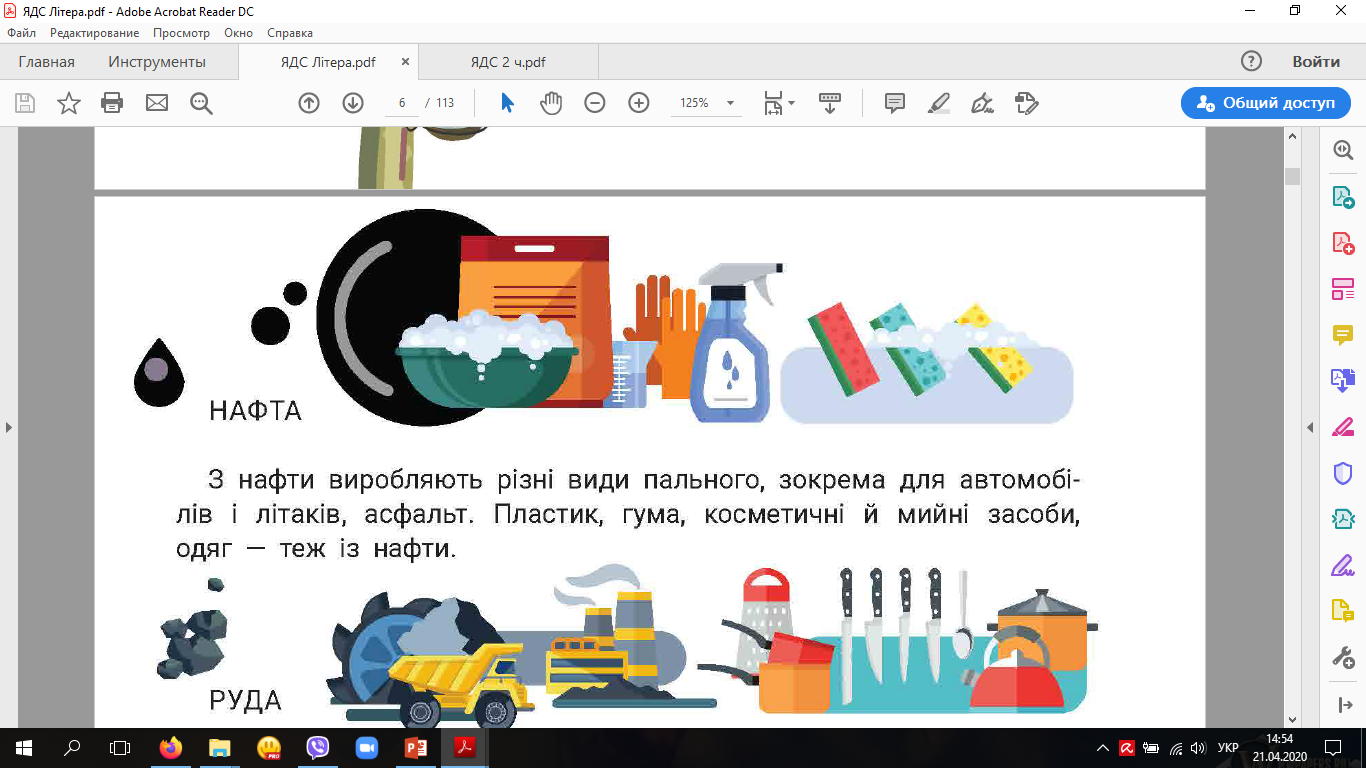 ЯДС Літера.pdf - Adobe Acrobat Reader DC
Файл Редактирование Просмотр Окно Справка
Главная Инструменты ЯДС Літера.pdf × ЯДС 2 ч.pdf Войти
6 / 113 125% Общий доступ
НАФТА
З нафти виробляють різні види пального, зокрема для автомобі-
лів і літаків, асфальт. Пластик, гума, косметичні й мийні засоби,
одяг — теж із нафти.
РУДА
14:54
УКР
21.04.2020